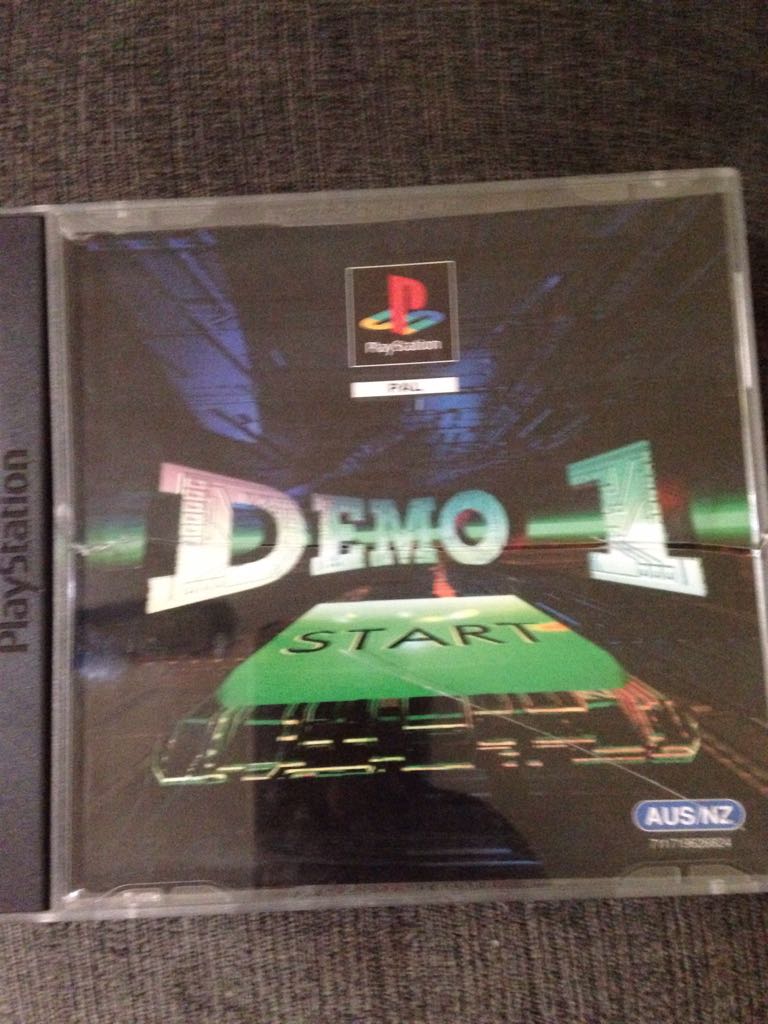 PlayStation
PlayStation
PAL
DEMO 1
START
AUS/NZ